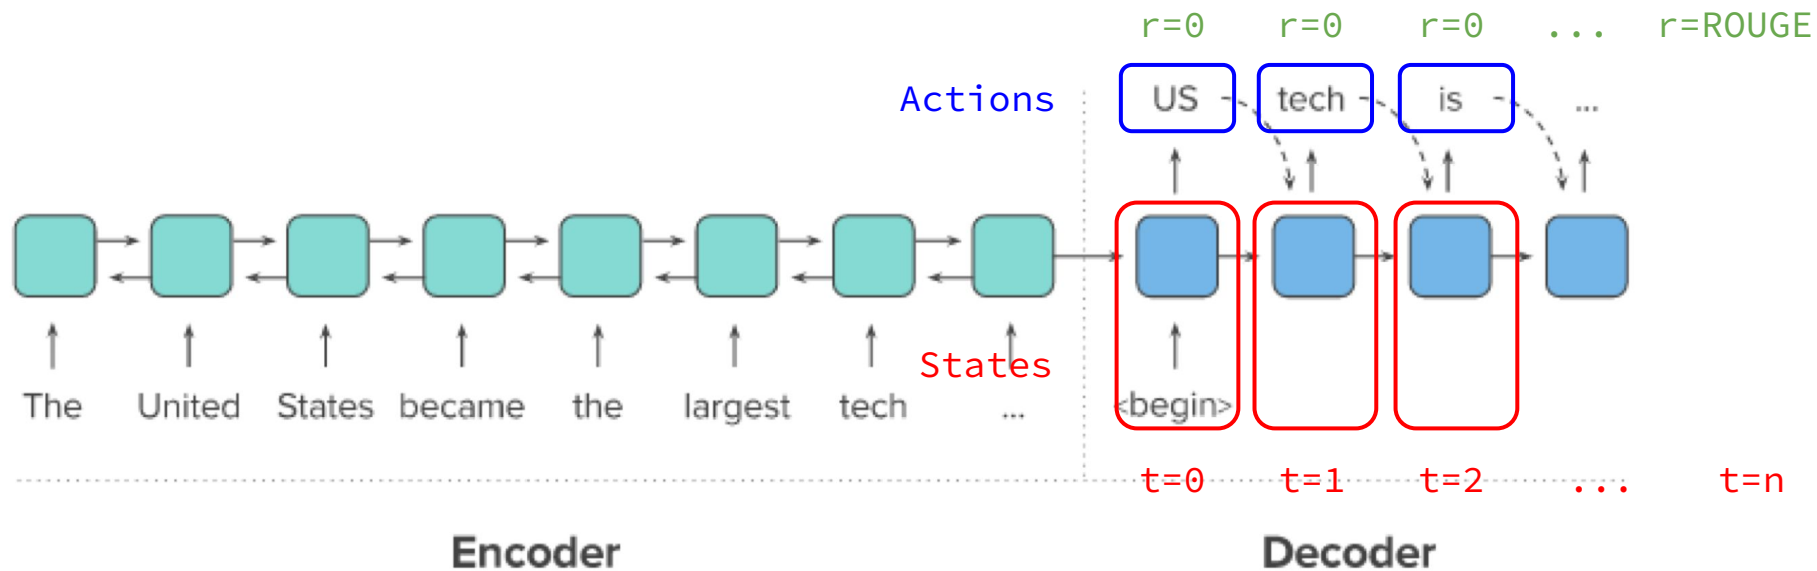 r=0 r=0 r=0 ... r=ROUGE
Actions US tech is ...
States
The United States became the largest tech ... <begin>
t=0 t=1 t=2 ... t=n
Encoder Decoder